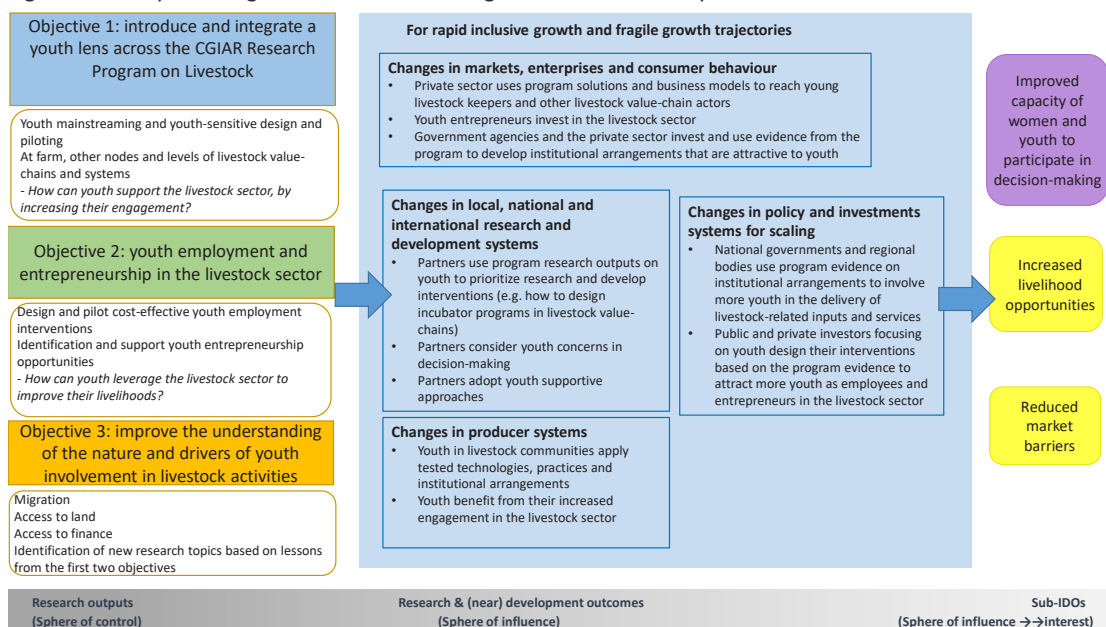 Objective 1: introduce and integrate a
youth lens across the CGIAR Research
Program on Livestock
Youth mainstreaming and youth-sensitive design and
piloting
At farm, other nodes and levels of livestock value-
chains and systems
- How can youth support the livestock sector, by
increasing their engagement?
Objective 2: youth employment and
entrepreneurship in the livestock sector
Design and pilot cost-effective youth employment
interventions
Identification and support youth entrepreneurship
opportunities
- How can youth leverage the livestock sector to
improve their livelihoods?
Objective 3: improve the understanding
of the nature and drivers of youth
involvement in livestock activities
Migration
Access to land
Access to finance
Identification of new research topics based on lessons
from the first two objectives
For rapid inclusive growth and fragile growth trajectories
Changes in markets, enterprises and consumer behaviour
• Private sector uses program solutions and business models to reach young
livestock keepers and other livestock value-chain actors
• Youth entrepreneurs invest in the livestock sector
• Government agencies and the private sector invest and use evidence from the
program to develop institutional arrangements that are attractive to youth
Changes in local, national and
international research and
development systems
• Partners use program research outputs on
youth to prioritize research and develop
interventions (e.g. how to design
incubator programs in livestock value-
chains)
• Partners consider youth concerns in
decision-making
• Partners adopt youth supportive
approaches
Changes in policy and investments
systems for scaling
• National governments and regional
bodies use program evidence on
institutional arrangements to involve
more youth in the delivery of
livestock-related inputs and services
• Public and private investors focusing
on youth design their interventions
based on the program evidence to
attract more youth as employees and
entrepreneurs in the livestock sector
Changes in producer systems
• Youth in livestock communities apply
tested technologies, practices and
institutional arrangements
• Youth benefit from their increased
engagement in the livestock sector
Improved
capacity of
women and
youth to
participate in
decision-making
Increased
livelihood
opportunities
Reduced
market
barriers
Research outputs
(Sphere of control)
Research & (near) development outcomes
(Sphere of influence)
Sub-IDOs
(Sphere of influence →→interest)